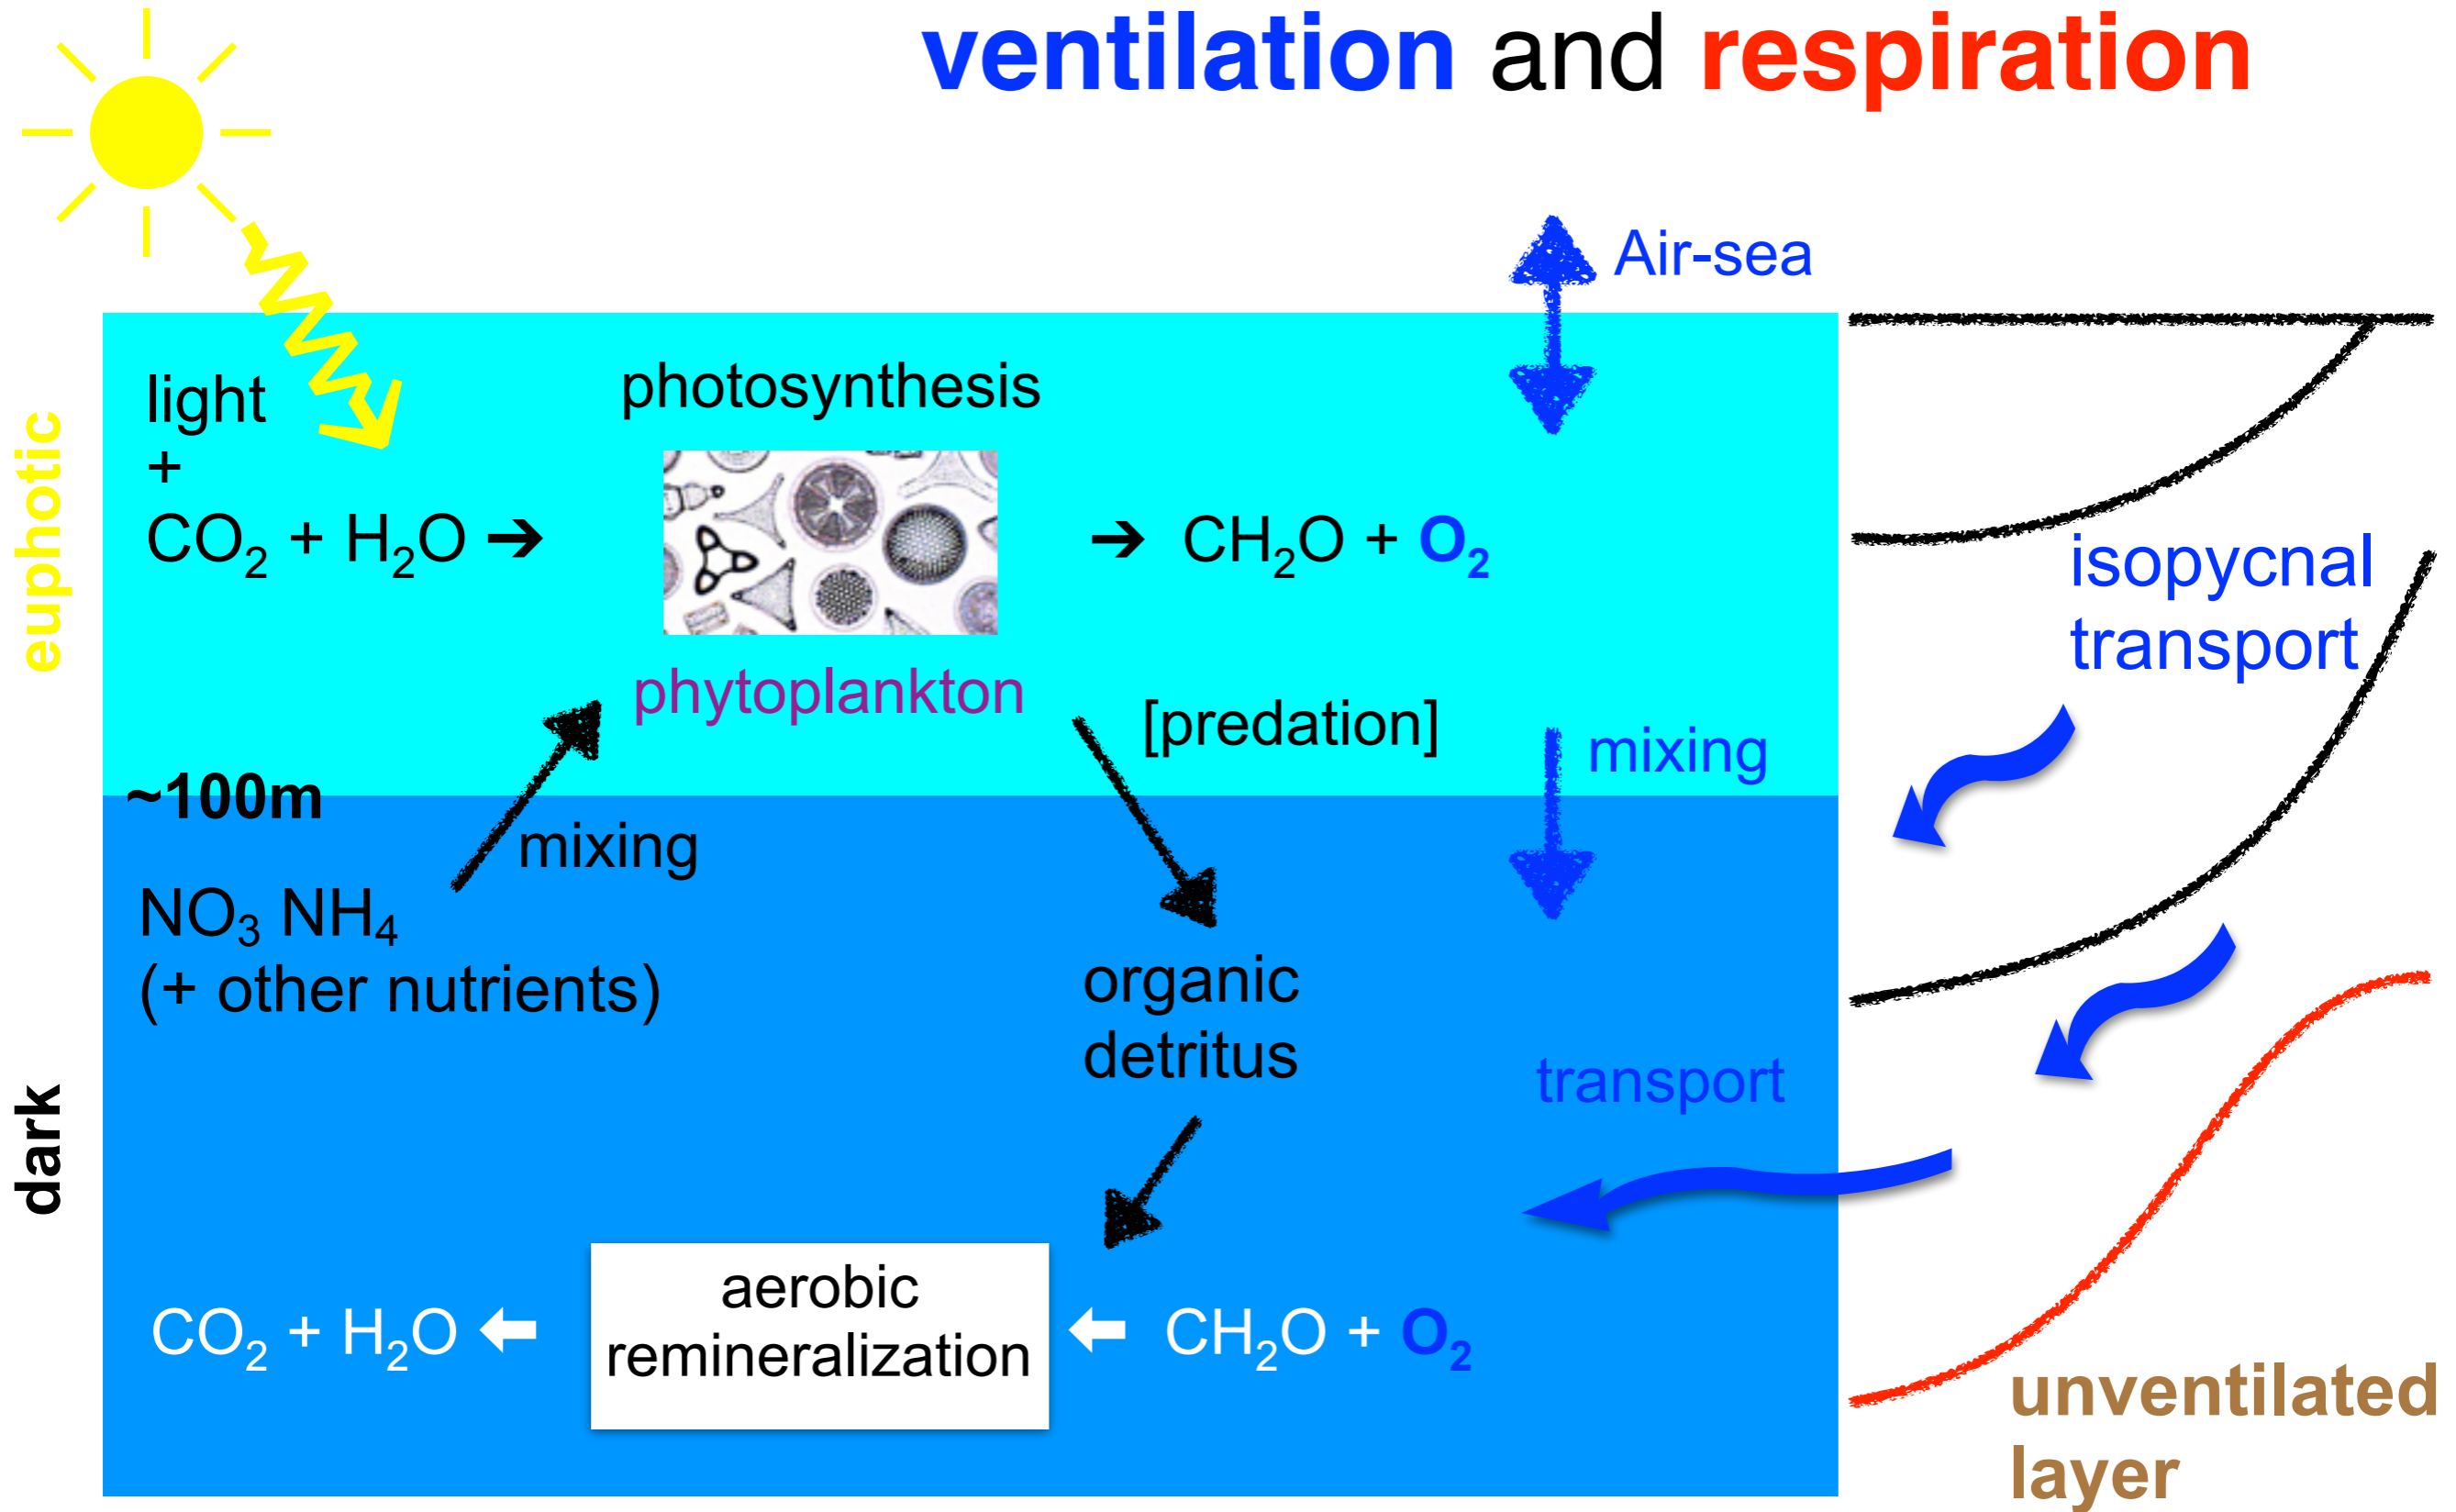 ventilation and respiration
Air-sea
euphotic
light
+
CO₂ + H₂O ➔
photosynthesis
➔ CH₂O + O₂
phytoplankton
[predation]
mixing
isopycnal
transport
~100m
mixing
NO₃ NH₄
(+ other nutrients)
organic
detritus
transport
dark
CO₂ + H₂O ⬅
aerobic
remineralization
⬅ CH₂O + O₂
unventilated
layer